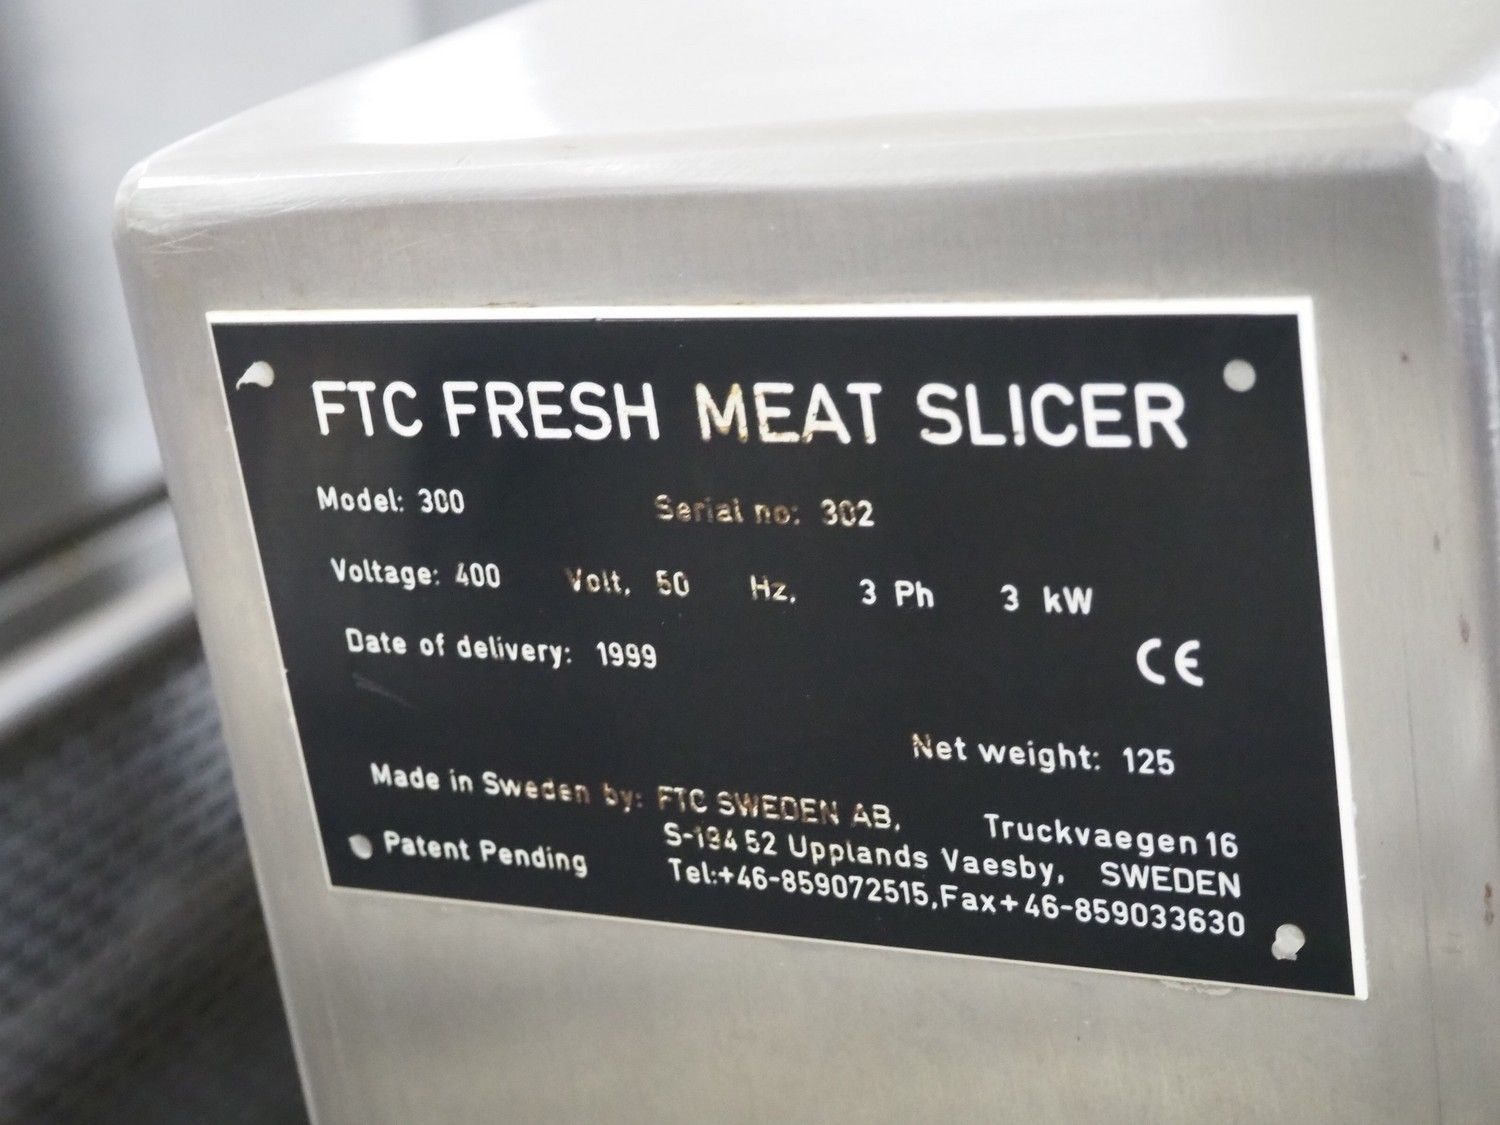 FTC FRESH MEAT SLICER
Model: 300 Serial no: 302
Voltage: 400 Volt. 50 Hz. 3 Ph 3 kW
Date of delivery: 1999
CE
Net weight: 125
Made in Sweden by: FTC SWEDEN AB. Truckvaegen 16
S-194 52 Upplands Vaesby. SWEDEN
Patent Pending Tel:+46-859072515.Fax+46-859033630